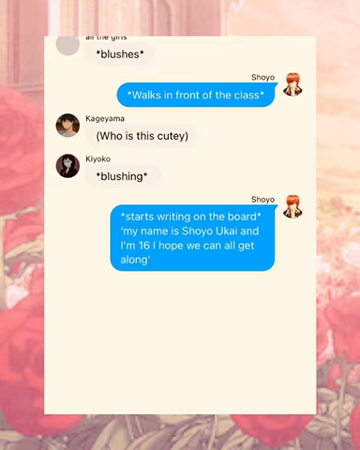 all the girls
*blushes*
Shoyo
*Walks in front of the class*
Kageyama
(Who is this cutey)
Kiyoko
*blushing*
Shoyo
*starts writing on the board*
'my name is Shoyo Ukai and
I'm 16 I hope we can all get
along'